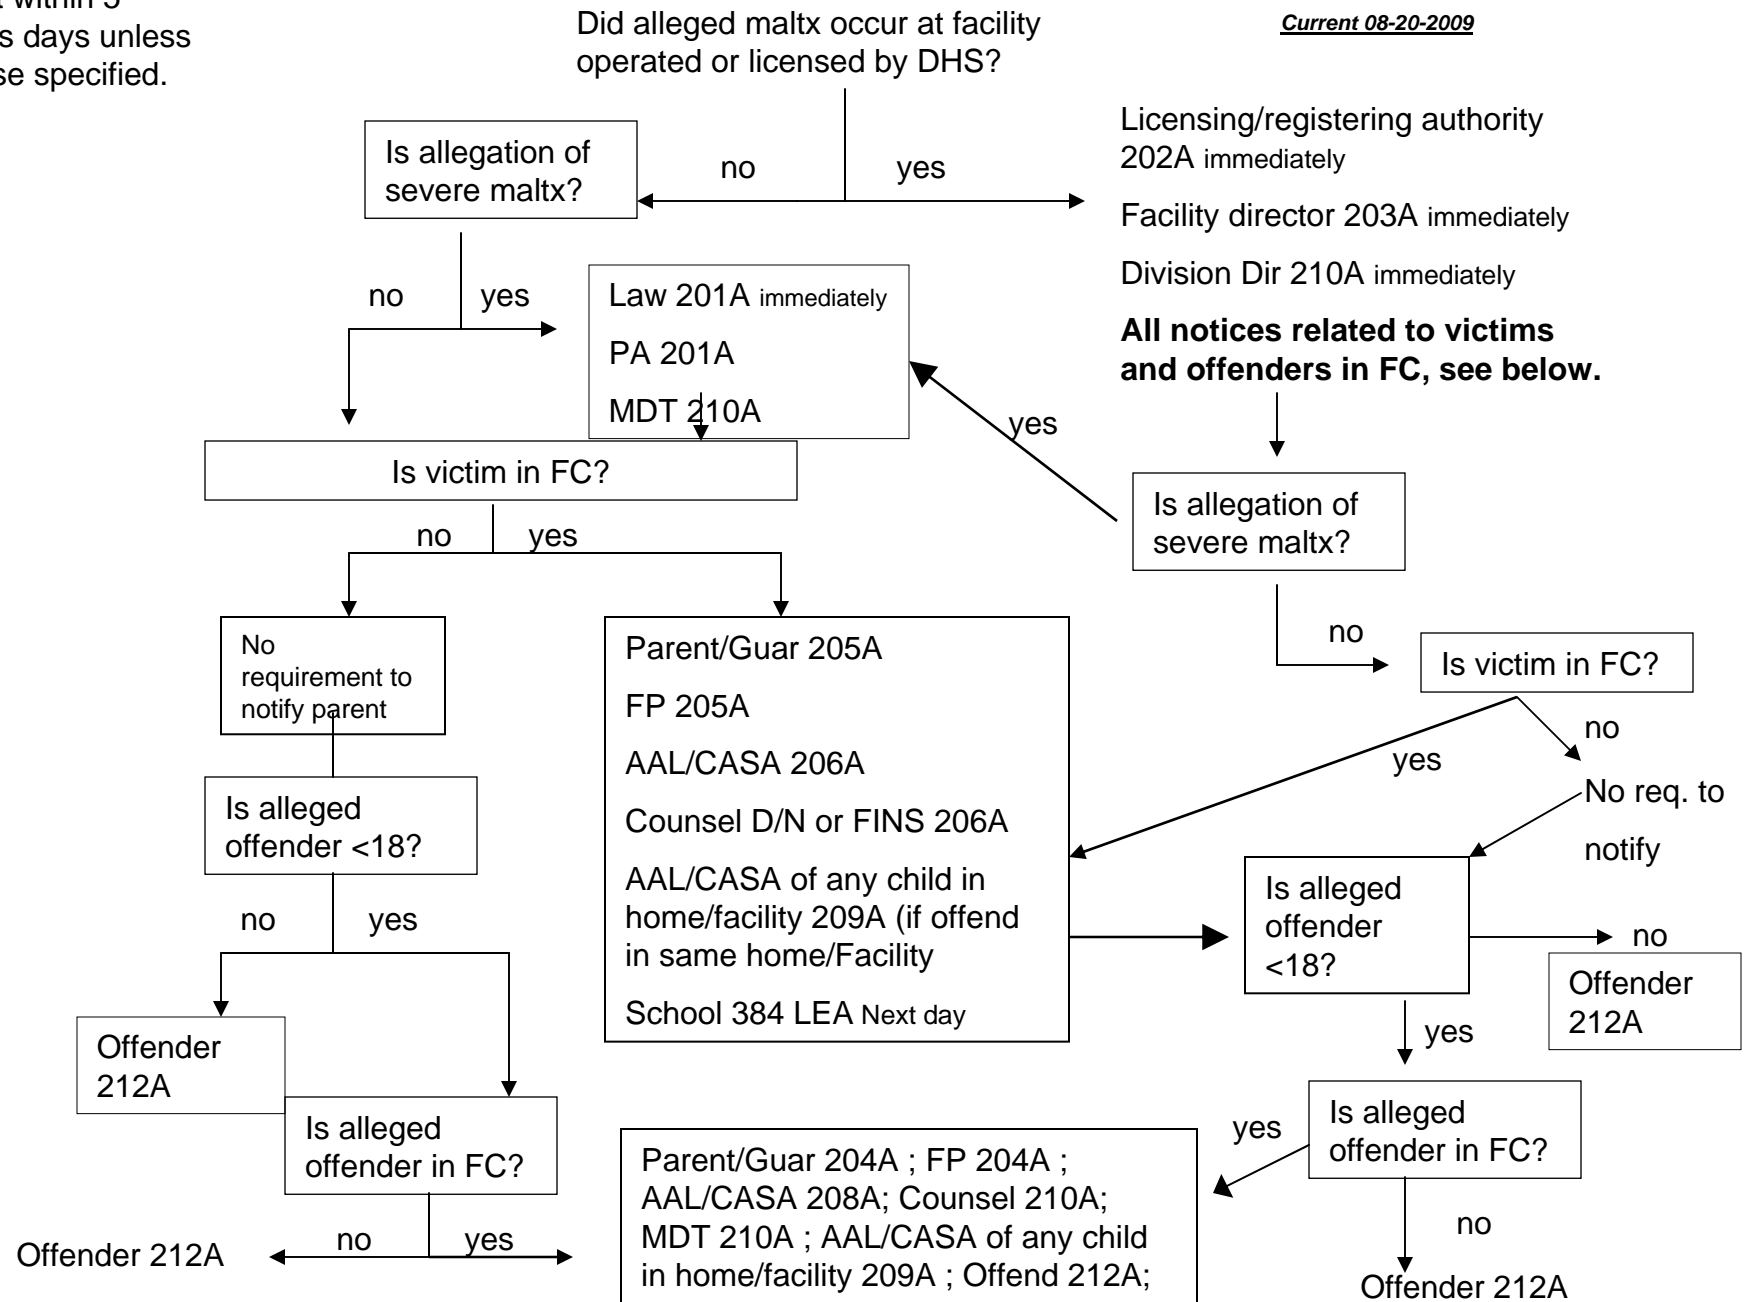 within 5
s days unless
se specified.
Did alleged maltx occur at facility
operated or licensed by DHS?
Current 08-20-2009
Is allegation of
severe maltx?
no
yes
Licensing/registering authority
202A immediately
Facility director 203A immediately
Division Dir 210A immediately
All notices related to victims
and offenders in FC, see below.
no
yes
Law 201A immediately
PA 201A
MDT 210A
yes
Is victim in FC?
Is allegation of
severe maltx?
no
yes
no
Is victim in FC?
No
requirement to
notify parent
Parent/Guar 205A
FP 205A
AAL/CASA 206A
Counsel D/N or FINS 206A
AAL/CASA of any child in
home/facility 209A (if offend
in same home/Facility
School 384 LEA Next day
no
yes
No req. to
notify
Is alleged
offender <18?
Is alleged
offender
<18?
no
yes
no
Offender
212A
yes
Offender
212A
Is alleged
offender in FC?
Is alleged
offender in FC?
yes
Parent/Guar 204A ; FP 204A ;
AAL/CASA 208A; Counsel 210A;
MDT 210A ; AAL/CASA of any child
in home/facility 209A ; Offend 212A;
no
Offender 212A
no
yes
Offender 212A